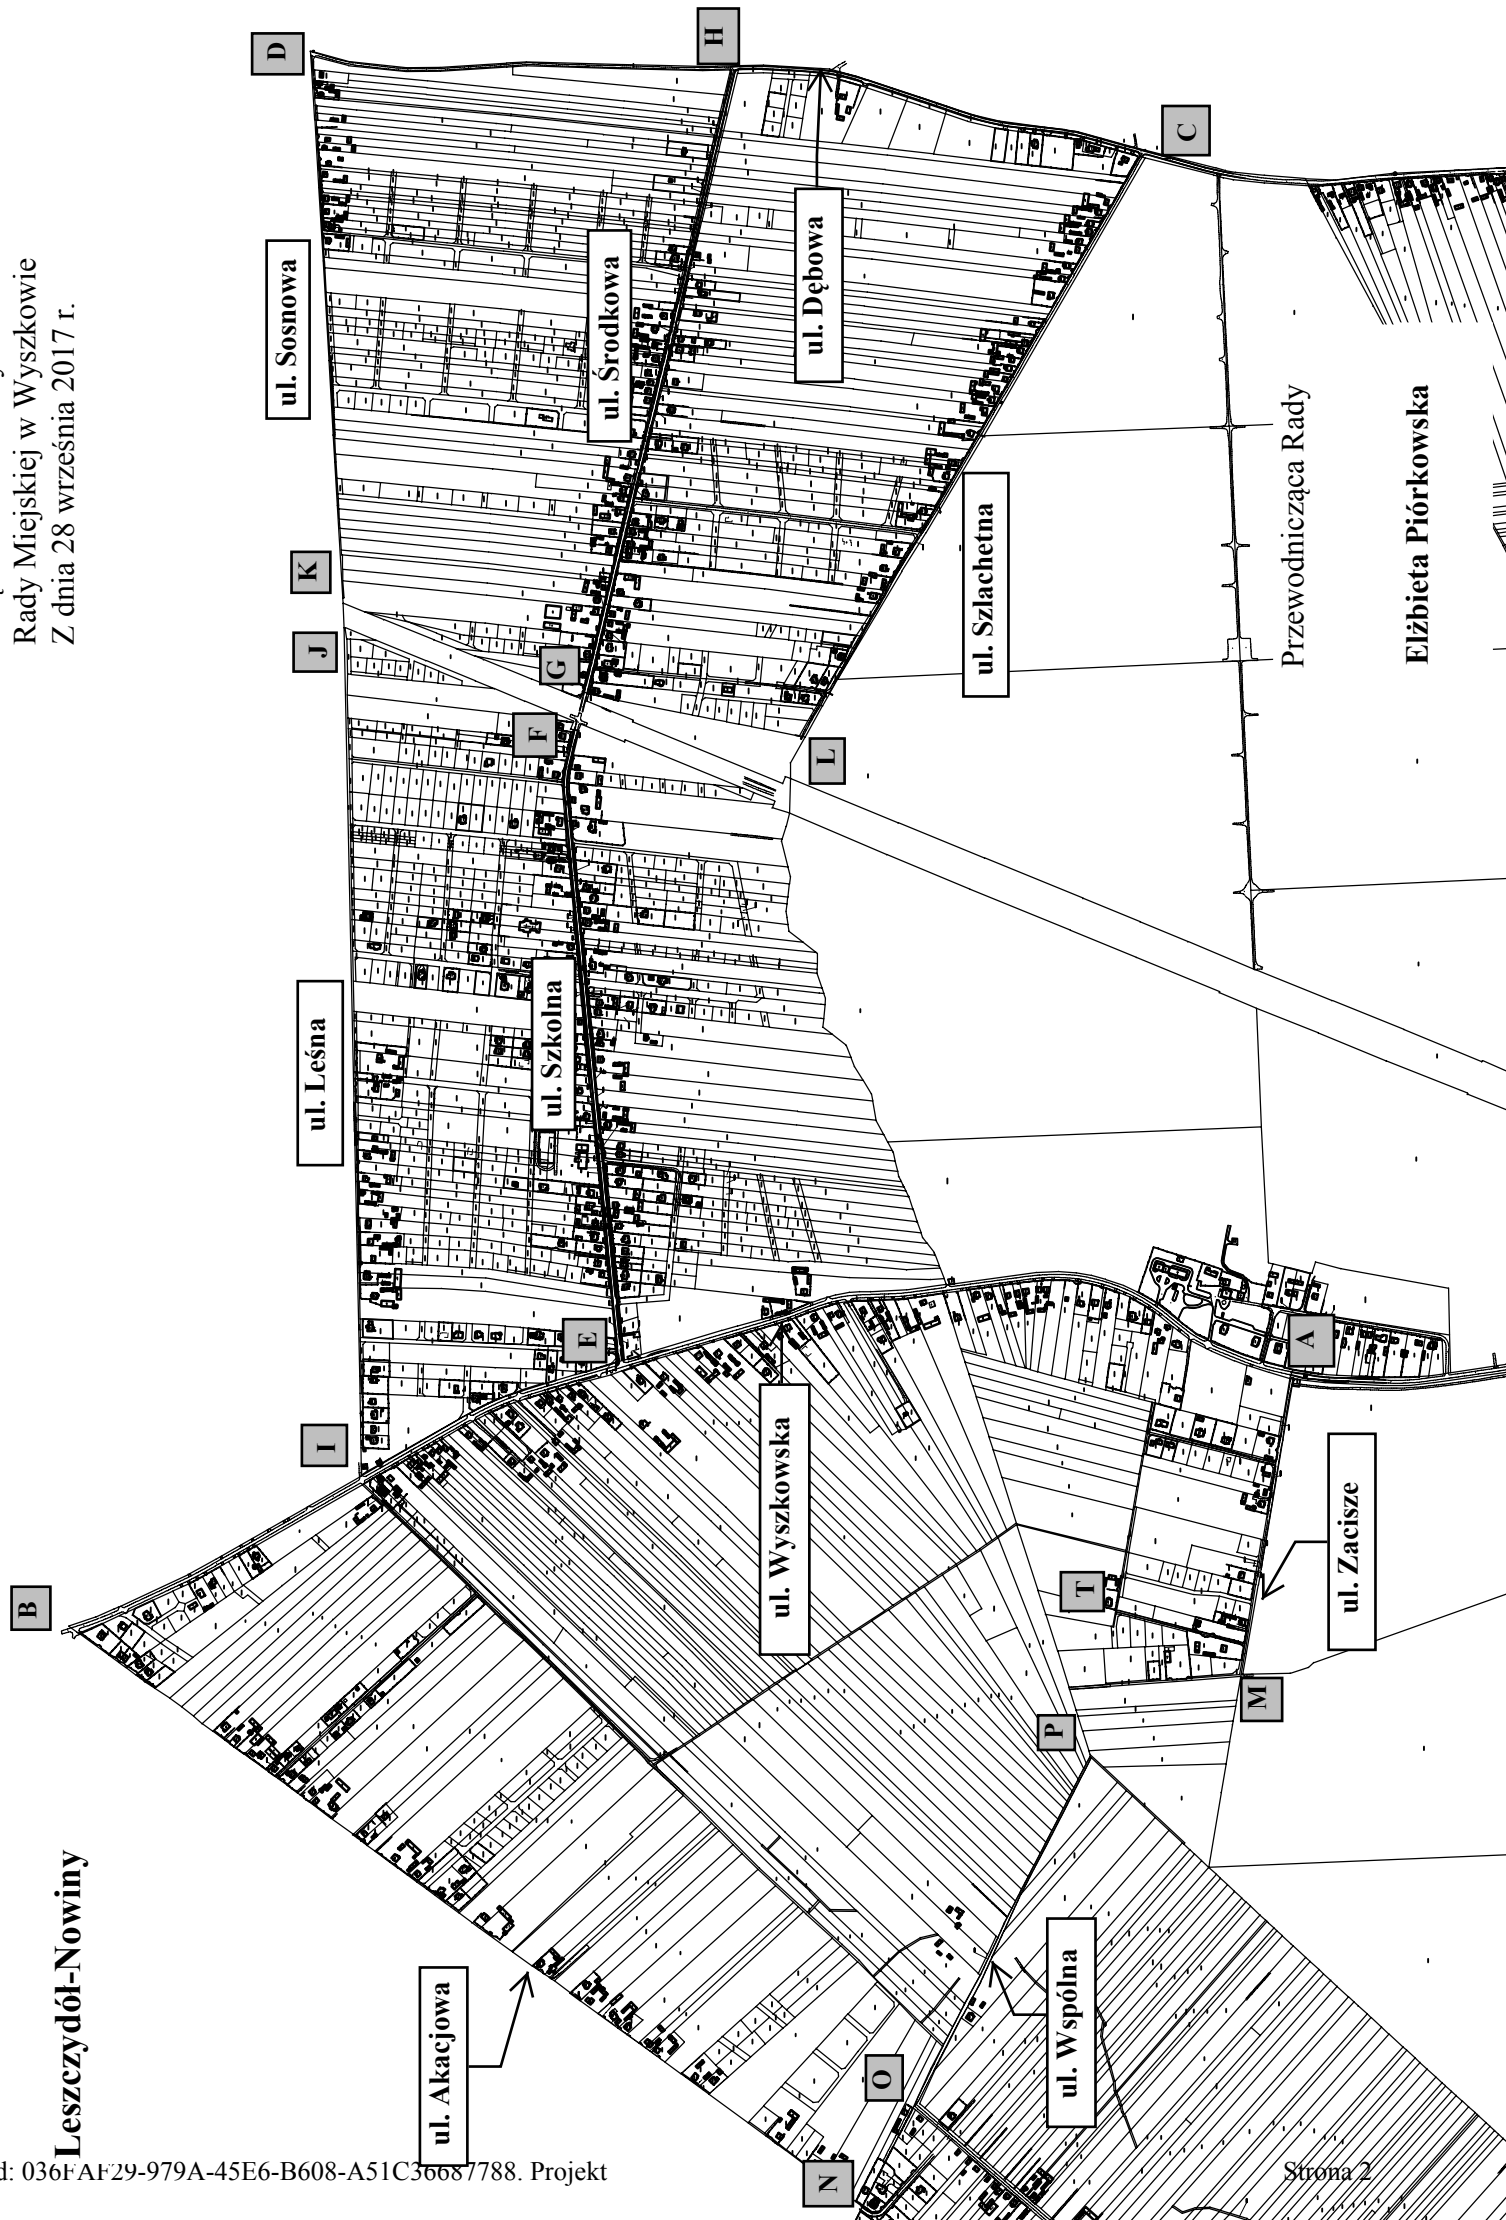 Rady Miejskiej w Wyszkowie
Z dnia 28 września 2017 r.
Leszczydół-Nowiny
D
H
C
ul. Sosnowa
ul. Środkowa
ul. Dębowa
K
J
G
F
L
ul. Szlachetna
Przewodnicząca Rady
Elżbieta Piórkowska
ul. Leśna
ul. Szkolna
E
A
I
ul. Wyszkowska
B
T
ul. Zacisze
P
M
ul. Akacjowa
ul. Wspólna
O
N
d: 036FAF29-979A-45E6-B608-A51C36687788. Projekt
Strona 2